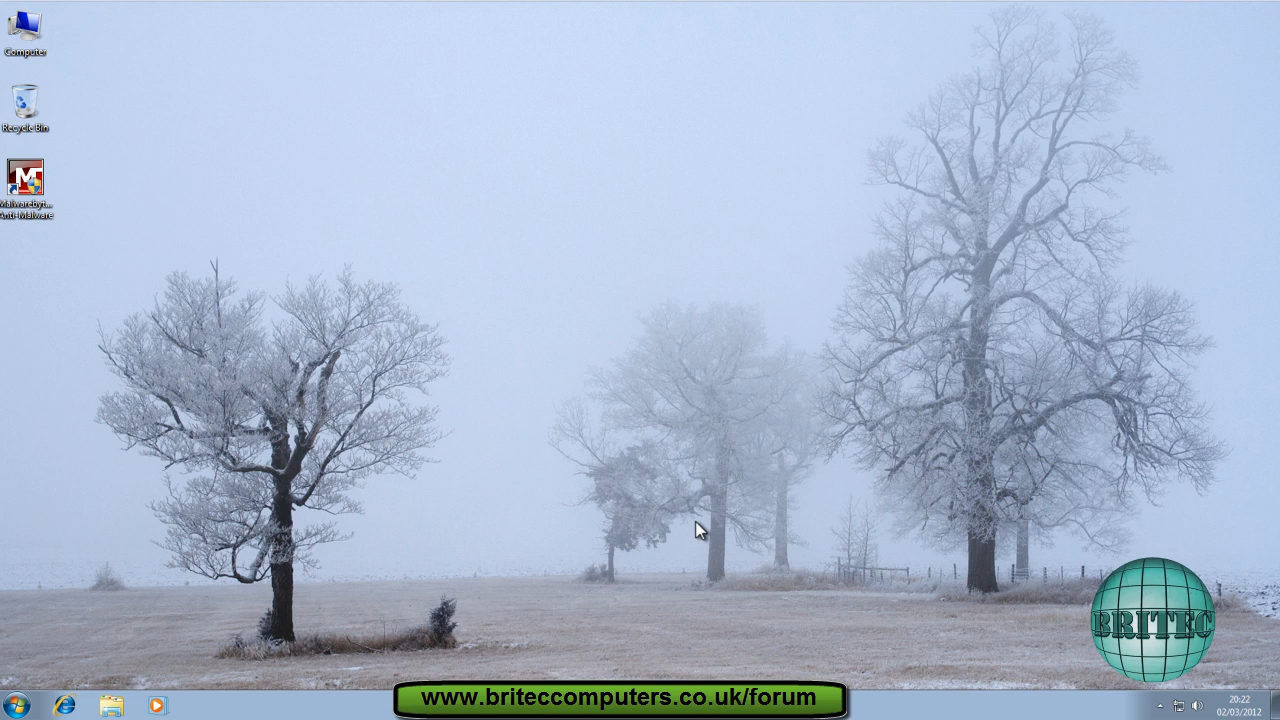 Computer
Recycle Bin
Malwarebyt...
Anti-Malware
BRITEC
www.briteccomputers.co.uk/forum
20:22
02/03/2012